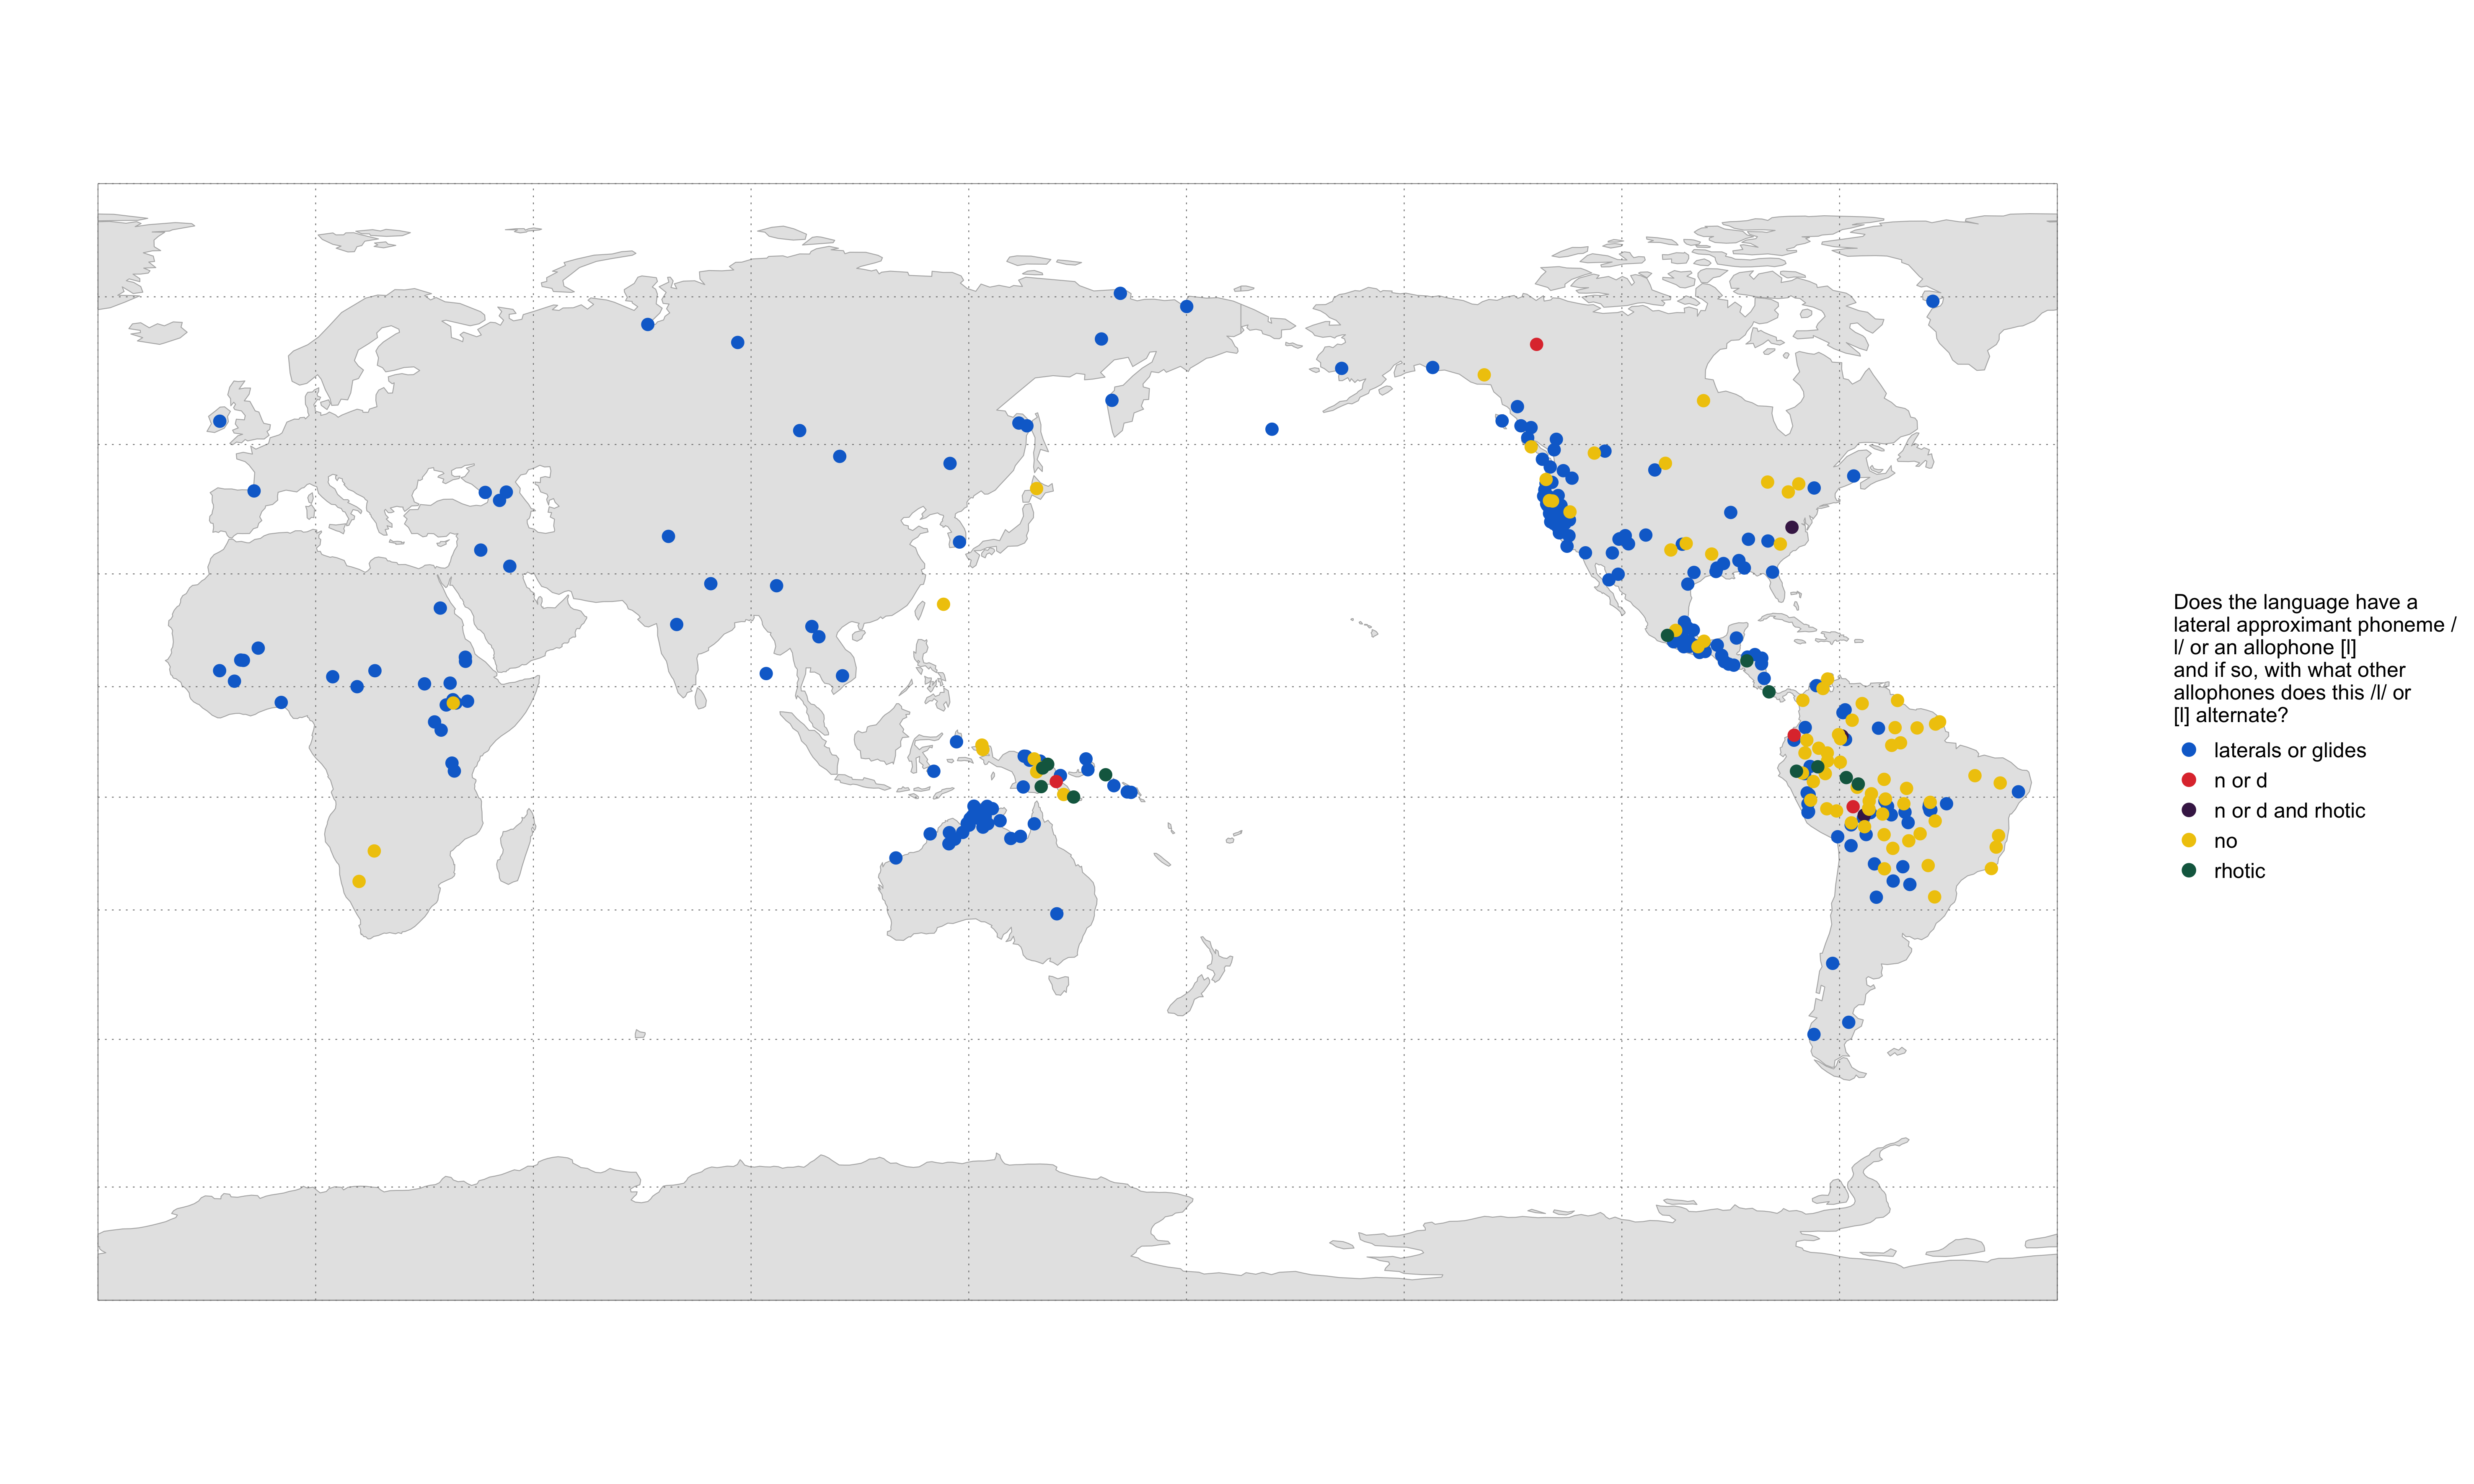 Does the language have a
lateral approximant phoneme /
l/ or an allophone [l]
and if so, with what other
allophones does this /l/ or
[l] alternate?
laterals or glides
n or d
n or d and rhotic
no
rhotic